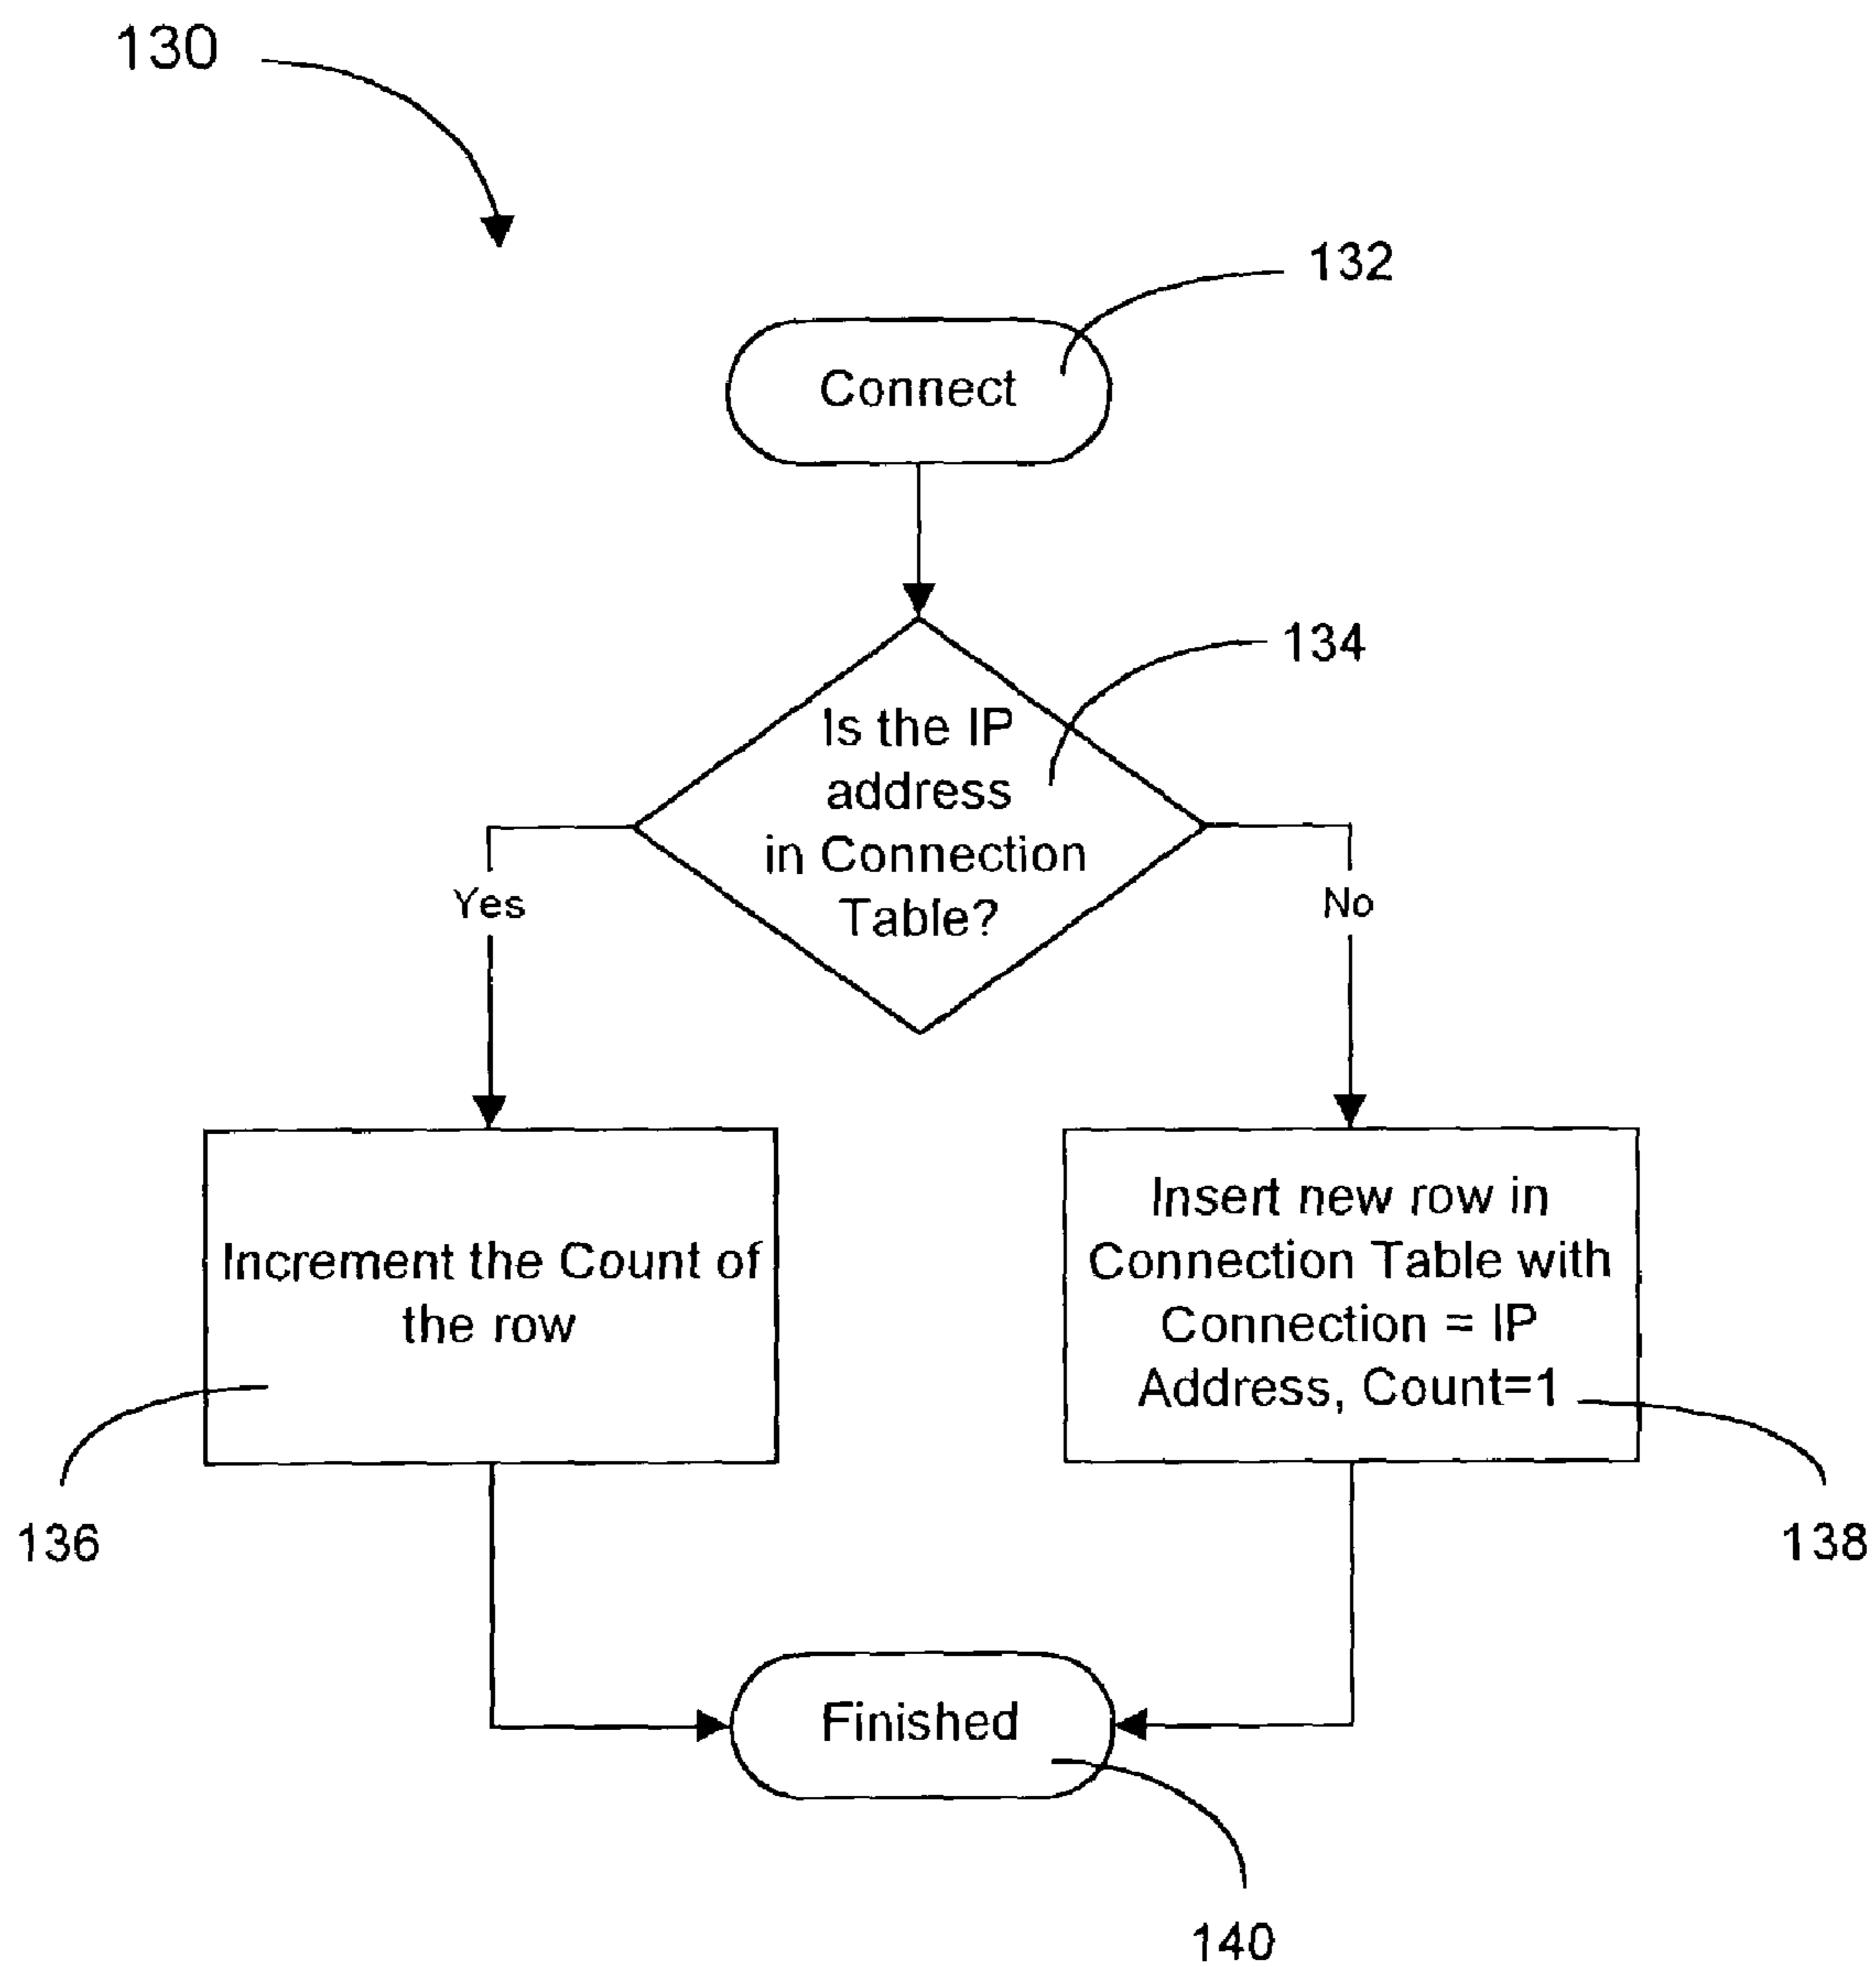 130
132
Connect
134
Is the IP
address
in Connection
Table?
Yes
No
Increment the Count of
the row
Insert new row in
Connection Table with
Connection = IP
Address, Count=1
136
138
Finished
140